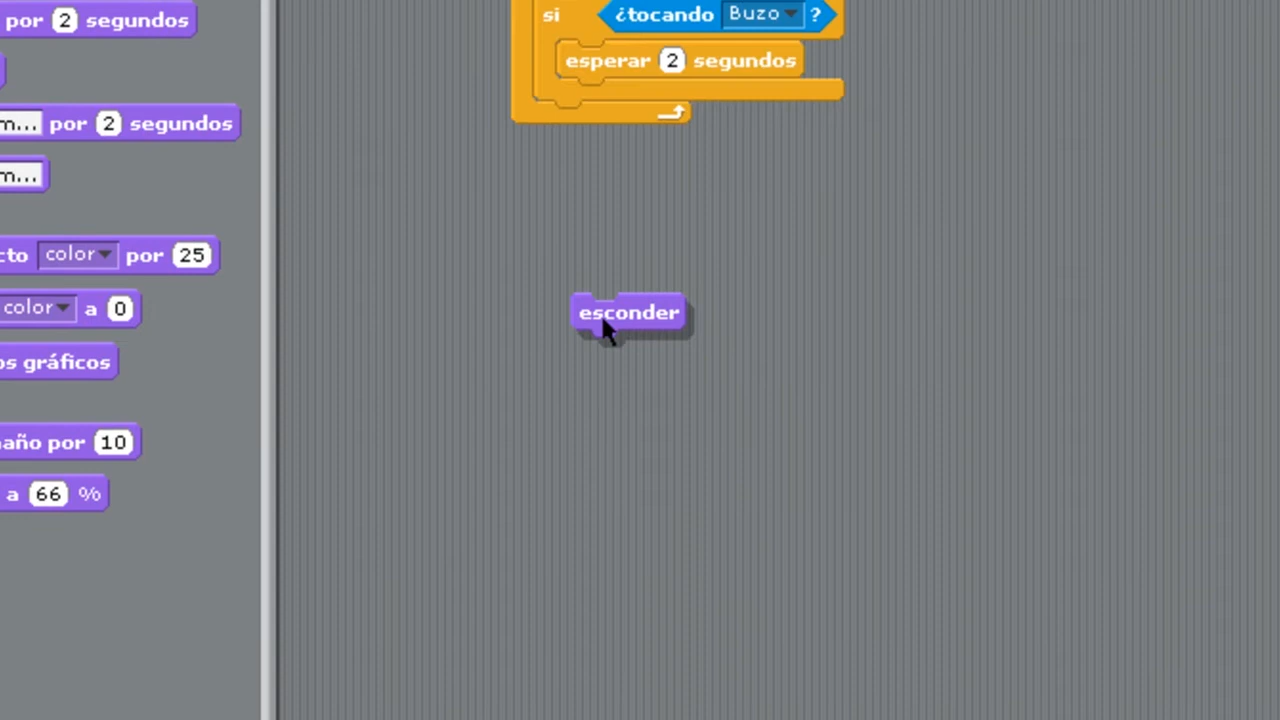 por 2 segundos
m... por 2 segundos
m...
cto color por 25
color a 0
os gráficos
año por 10
a 66 %
si ¿tocando Buzo ?
esperar 2 segundos
esconder